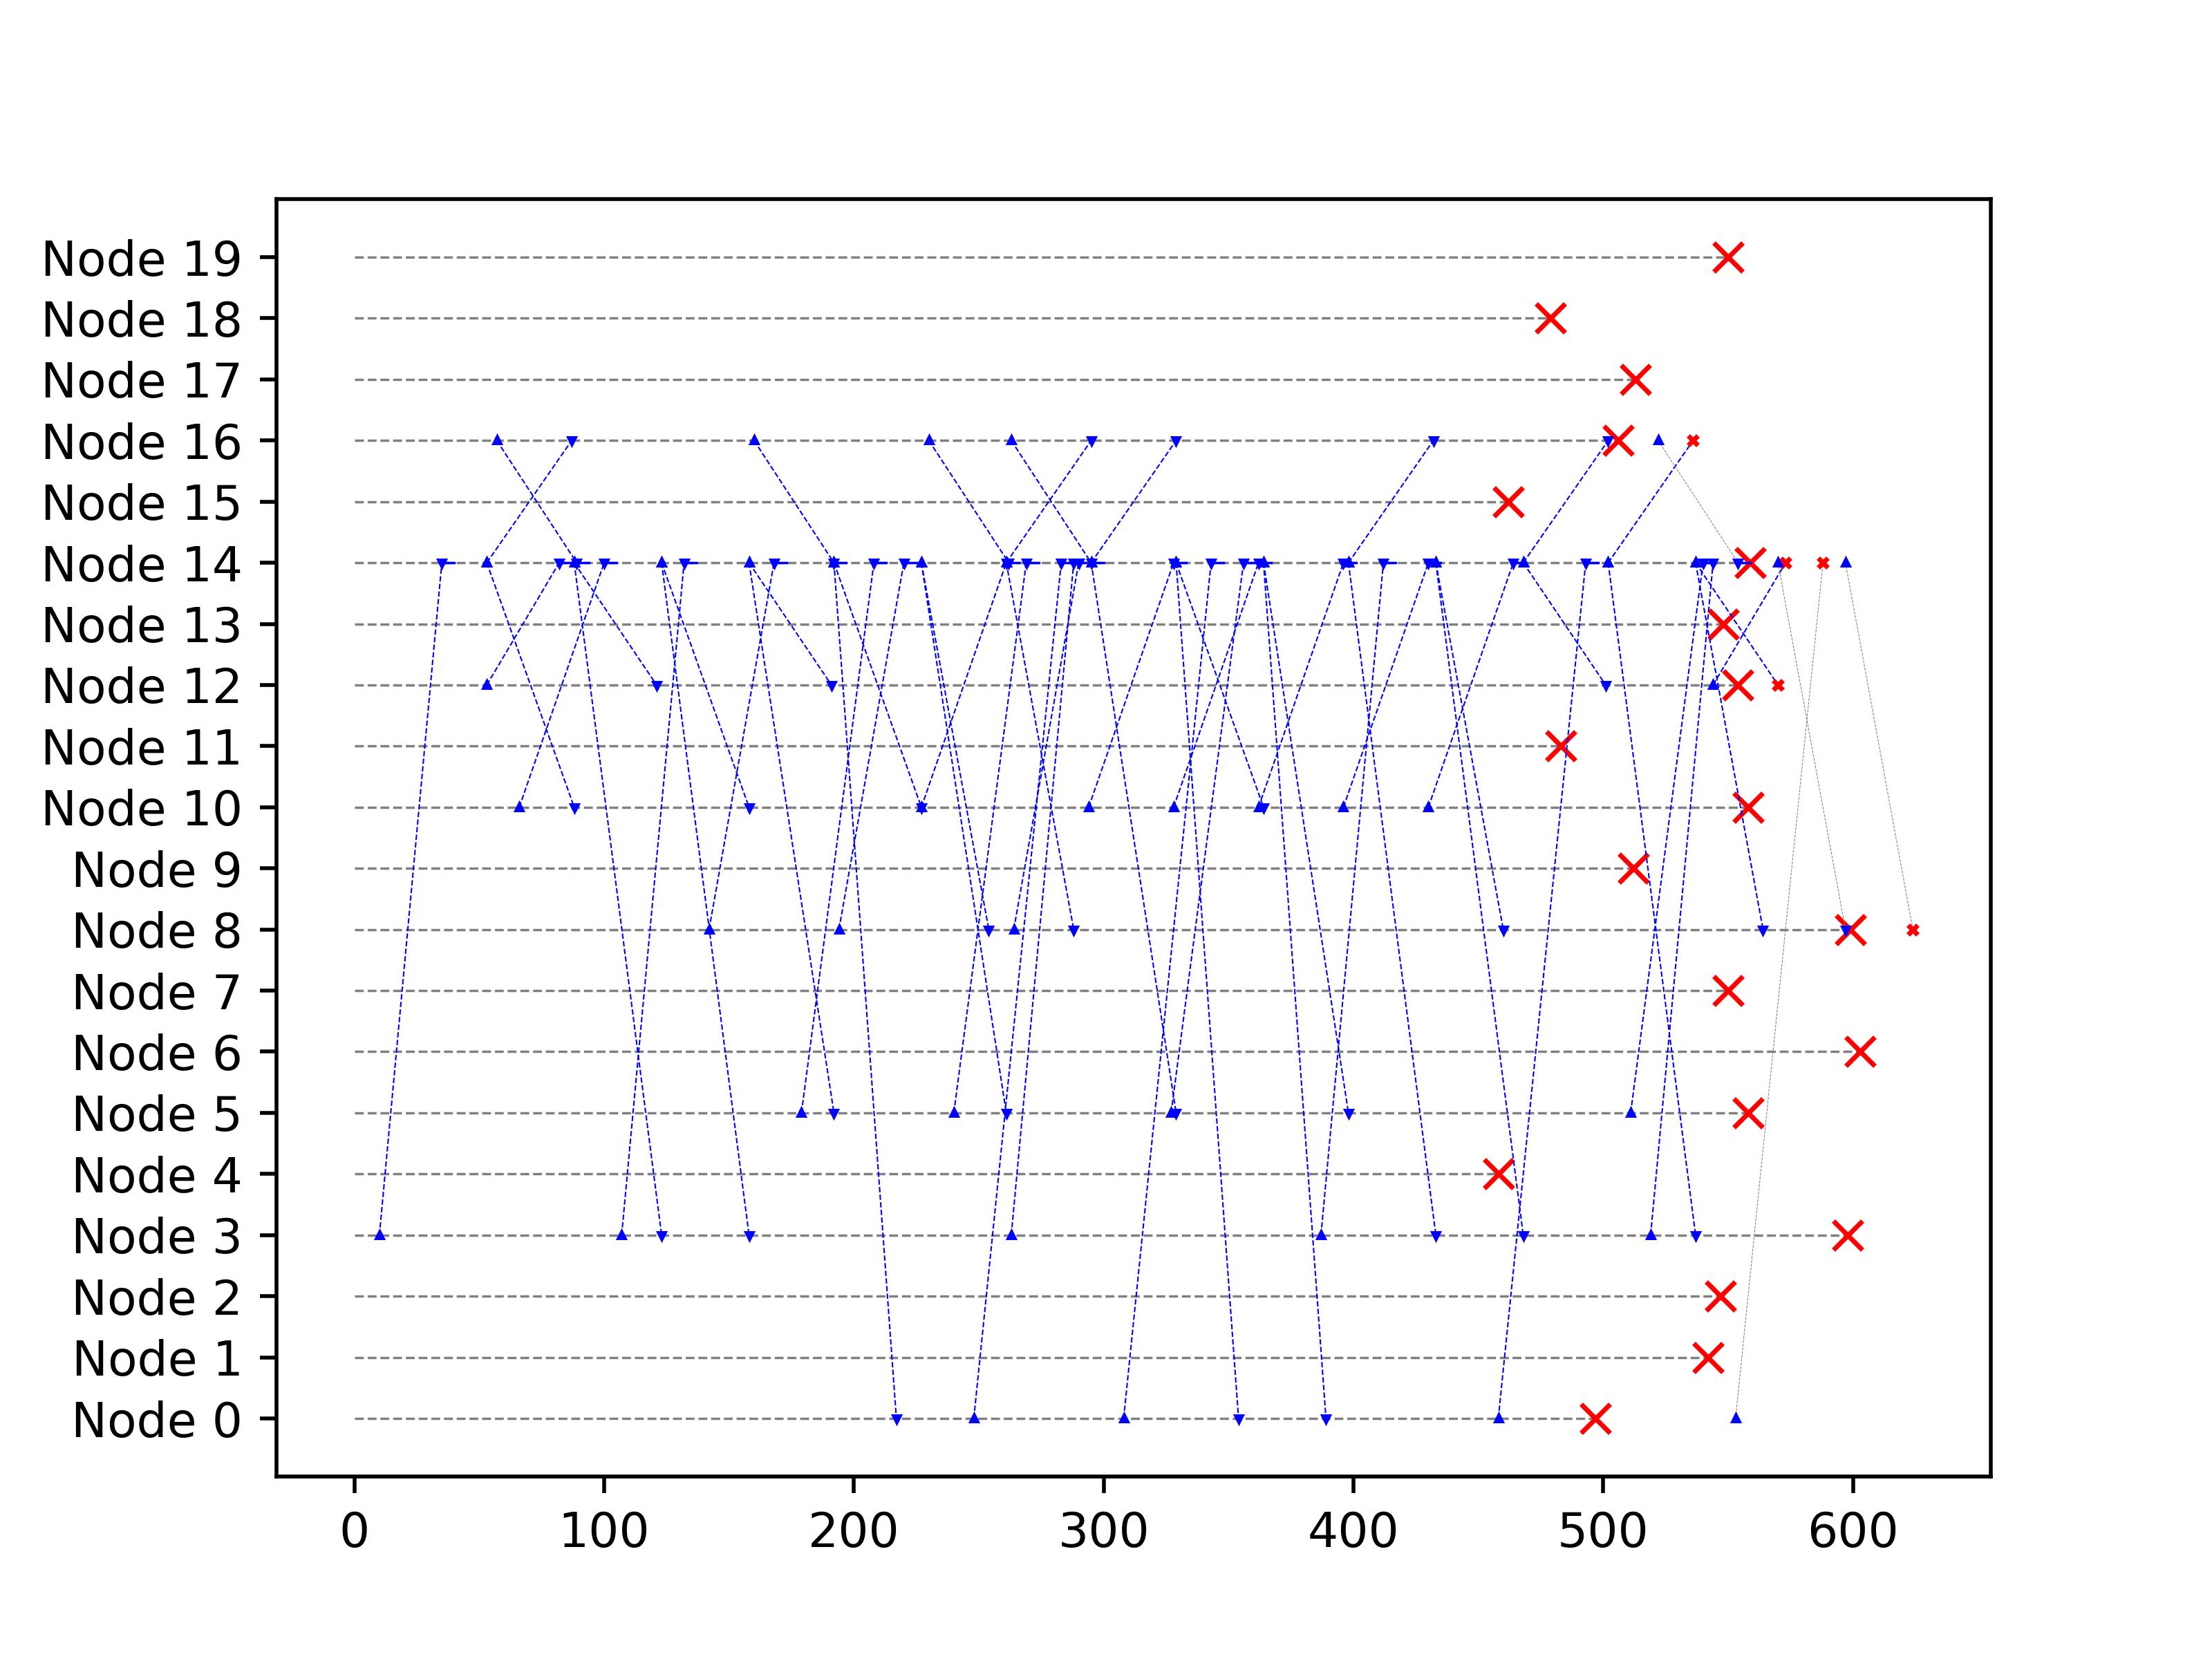 Node 19
Node 18
Node 17
Node 16
Node 15
Node 14
Node 13
Node 12
Node 11
Node 10
Node 9
Node 8
Node 7
Node 6
Node 5
Node 4
Node 3
Node 2
Node 1
Node 0
0 100 200 300 400 500 600